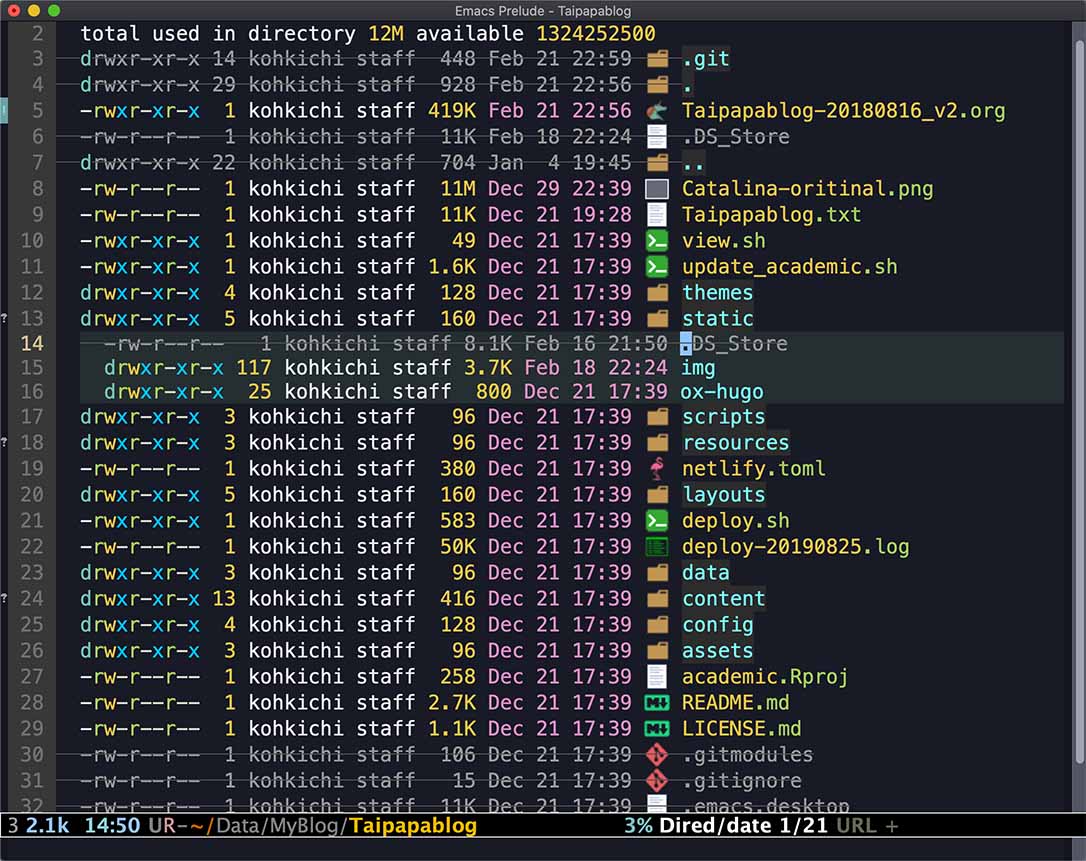 Emacs Prelude - Taipapablog
2 total used in directory 12M available 1324252500
3 drwxr-xr-x 14 kohkichi staff 448 Feb 21 22:59 .git
4 drwxr-xr-x 29 kohkichi staff 928 Feb 21 22:56 .
5 -rwxr-xr-x 1 kohkichi staff 419K Feb 21 22:56 Taipapablog-20180816_v2.org
6 -rw-r--r-- 1 kohkichi staff 11K Feb 18 22:24 .DS_Store
7 drwxr-xr-x 22 kohkichi staff 704 Jan 4 19:45 ..
8 -rw-r--r-- 1 kohkichi staff 11M Dec 29 22:39 Catalina-oritinal.png
9 -rw-r--r-- 1 kohkichi staff 11K Dec 21 19:28 Taipapablog.txt
10 -rwxr-xr-x 1 kohkichi staff 49 Dec 21 17:39 view.sh
11 -rwxr-xr-x 1 kohkichi staff 1.6K Dec 21 17:39 update_academic.sh
12 drwxr-xr-x 4 kohkichi staff 128 Dec 21 17:39 themes
? 13 drwxr-xr-x 5 kohkichi staff 160 Dec 21 17:39 static
14 -rw-r--r-- 1 kohkichi staff 8.1K Feb 16 21:50 .DS_Store
15 drwxr-xr-x 117 kohkichi staff 3.7K Feb 18 22:24 img
16 drwxr-xr-x 25 kohkichi staff 800 Dec 21 17:39 ox-hugo
17 drwxr-xr-x 3 kohkichi staff 96 Dec 21 17:39 scripts
? 18 drwxr-xr-x 3 kohkichi staff 96 Dec 21 17:39 resources
19 -rw-r--r-- 1 kohkichi staff 380 Dec 21 17:39 netlify.toml
20 drwxr-xr-x 5 kohkichi staff 160 Dec 21 17:39 layouts
21 -rwxr-xr-x 1 kohkichi staff 583 Dec 21 17:39 deploy.sh
22 -rw-r--r-- 1 kohkichi staff 50K Dec 21 17:39 deploy-20190825.log
23 drwxr-xr-x 3 kohkichi staff 96 Dec 21 17:39 data
? 24 drwxr-xr-x 13 kohkichi staff 416 Dec 21 17:39 content
25 drwxr-xr-x 4 kohkichi staff 128 Dec 21 17:39 config
26 drwxr-xr-x 3 kohkichi staff 96 Dec 21 17:39 assets
27 -rw-r--r-- 1 kohkichi staff 258 Dec 21 17:39 academic.Rproj
28 -rw-r--r-- 1 kohkichi staff 2.7K Dec 21 17:39 README.md
29 -rw-r--r-- 1 kohkichi staff 1.1K Dec 21 17:39 LICENSE.md
30 -rw-r--r-- 1 kohkichi staff 106 Dec 21 17:39 .gitmodules
31 -rw-r--r-- 1 kohkichi staff 15 Dec 21 17:39 .gitignore
32 -rw-r--r-- 1 kohkichi staff 11K Dec 21 17:39 .emacs.desktop
3 2.1k 14:50 UR-~/Data/MyBlog/Taipapablog 3% Dired/date 1/21 URL +